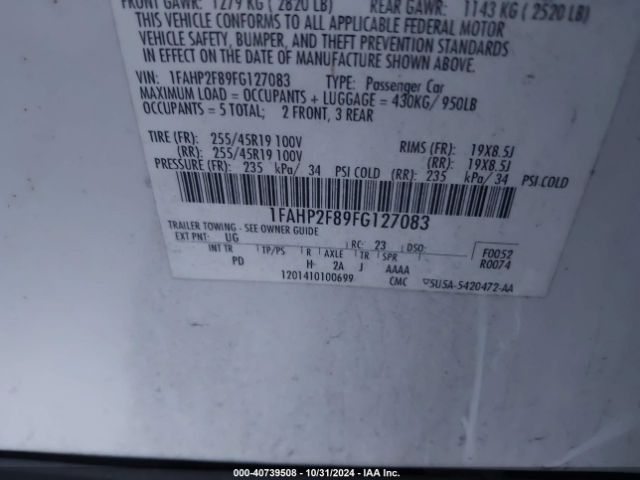 FRONT GAWR: 1279 KG ( 2820 LB) REAR GAWR: 1143 KG ( 2520 LB)
THIS VEHICLE CONFORMS TO ALL APPLICABLE FEDERAL MOTOR
VEHICLE SAFETY, BUMPER, AND THEFT PREVENTION STANDARDS
IN EFFECT ON THE DATE OF MANUFACTURE SHOWN ABOVE.
VIN: 1FAHP2F89FG127083 TYPE: Passenger Car
MAXIMUM LOAD = OCCUPANTS + LUGGAGE = 430KG/ 950LB
OCCUPANTS = 5 TOTAL; 2 FRONT, 3 REAR
TIRE (FR): 255/45R19 100V RIMS (FR): 19X8.5J
(RR): 255/45R19 100V (RR): 19X8.5J
PRESSURE (FR): 235 kPa/ 34 PSI COLD (RR): 235 kPa/ 34 PSI COLD
1FAHP2F89FG127083
TRAILER TOWING - SEE OWNER GUIDE
EXT PNT: UG RC: 23 DSO:
INT TR TP/PS R AXLE TR SPR
PD H- 2A J AAAA
F0052
R0074
1201410100699 CMC ▽SU5A-5420472-AA
000-40739508 • 10/31/2024 • IAA Inc.